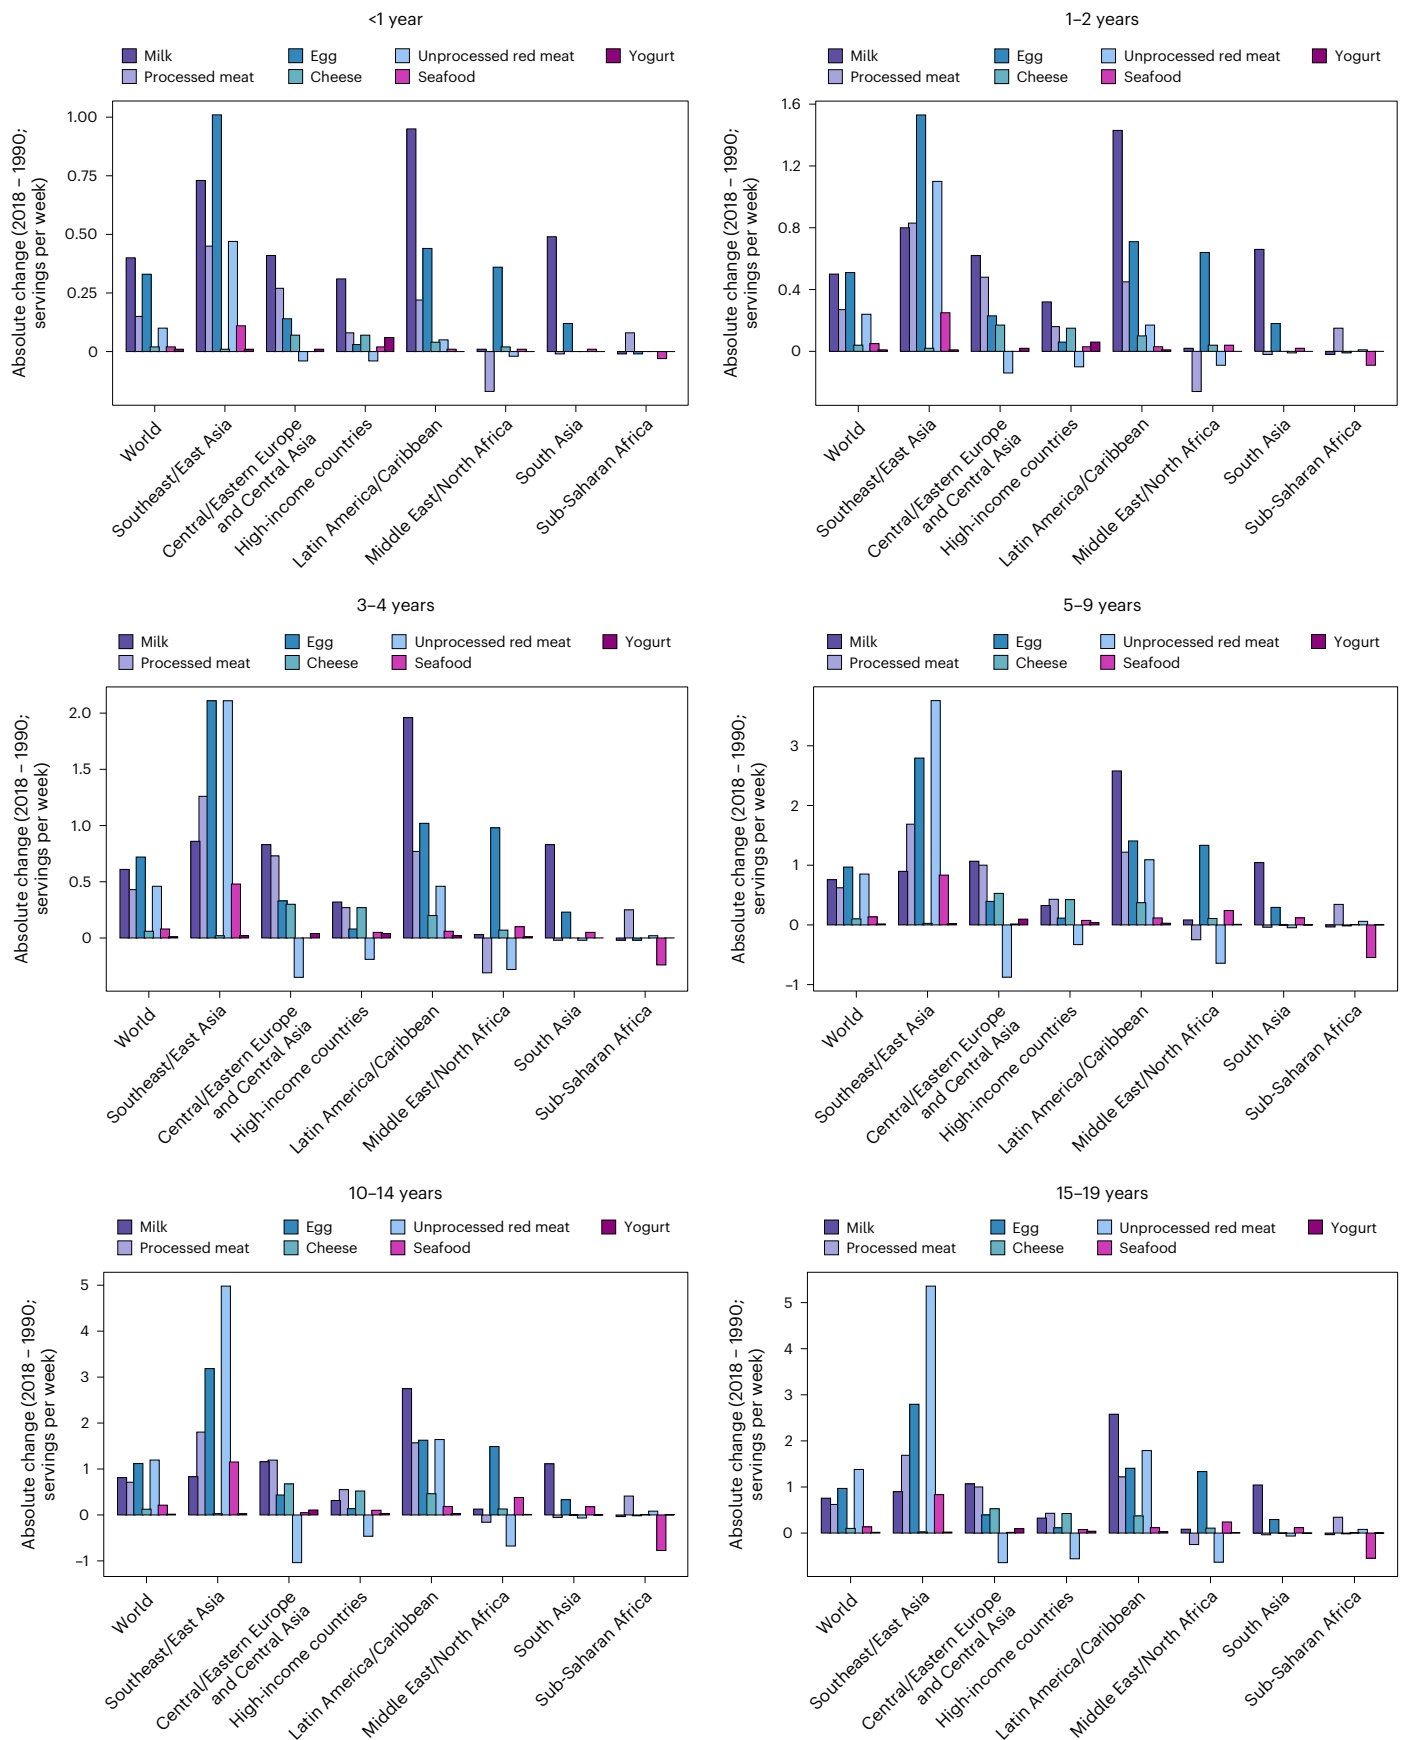 <1 year
Milk
Egg
Unprocessed red meat
Yogurt
Processed meat
Cheese
Seafood
Absolute change (2018 – 1990;
servings per week)
1.00
0.75
0.50
0.25
0
World
Southeast/East Asia
Central/Eastern Europe
and Central Asia
High-income countries
Latin America/Caribbean
Middle East/North Africa
South Asia
Sub-Saharan Africa
1–2 years
Milk
Egg
Unprocessed red meat
Yogurt
Processed meat
Cheese
Seafood
Absolute change (2018 – 1990;
servings per week)
1.6
1.2
0.8
0.4
0
World
Southeast/East Asia
Central/Eastern Europe
and Central Asia
High-income countries
Latin America/Caribbean
Middle East/North Africa
South Asia
Sub-Saharan Africa
3–4 years
Milk
Egg
Unprocessed red meat
Yogurt
Processed meat
Cheese
Seafood
Absolute change (2018 – 1990;
servings per week)
2.0
1.5
1.0
0.5
0
World
Southeast/East Asia
Central/Eastern Europe
and Central Asia
High-income countries
Latin America/Caribbean
Middle East/North Africa
South Asia
Sub-Saharan Africa
5–9 years
Milk
Egg
Unprocessed red meat
Yogurt
Processed meat
Cheese
Seafood
Absolute change (2018 – 1990;
servings per week)
3
2
1
0
–1
World
Southeast/East Asia
Central/Eastern Europe
and Central Asia
High-income countries
Latin America/Caribbean
Middle East/North Africa
South Asia
Sub-Saharan Africa
10–14 years
Milk
Egg
Unprocessed red meat
Yogurt
Processed meat
Cheese
Seafood
Absolute change (2018 – 1990;
servings per week)
5
4
3
2
1
0
–1
World
Southeast/East Asia
Central/Eastern Europe
and Central Asia
High-income countries
Latin America/Caribbean
Middle East/North Africa
South Asia
Sub-Saharan Africa
15–19 years
Milk
Egg
Unprocessed red meat
Yogurt
Processed meat
Cheese
Seafood
Absolute change (2018 – 1990;
servings per week)
5
4
3
2
1
0
World
Southeast/East Asia
Central/Eastern Europe
and Central Asia
High-income countries
Latin America/Caribbean
Middle East/North Africa
South Asia
Sub-Saharan Africa